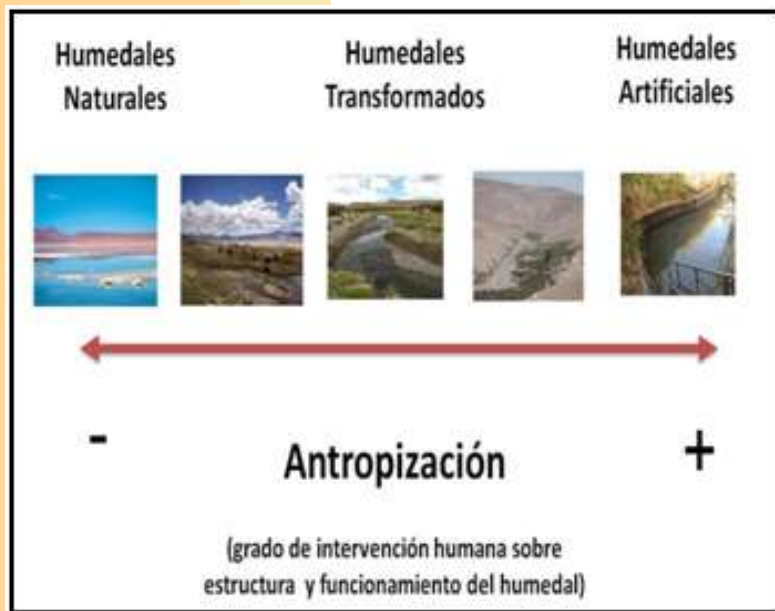 Humedales
Naturales
Humedales
Transformados
Humedales
Artificiales
-
Antropización
+
(grado de intervención humana sobre
estructura y funcionamiento del humedal)